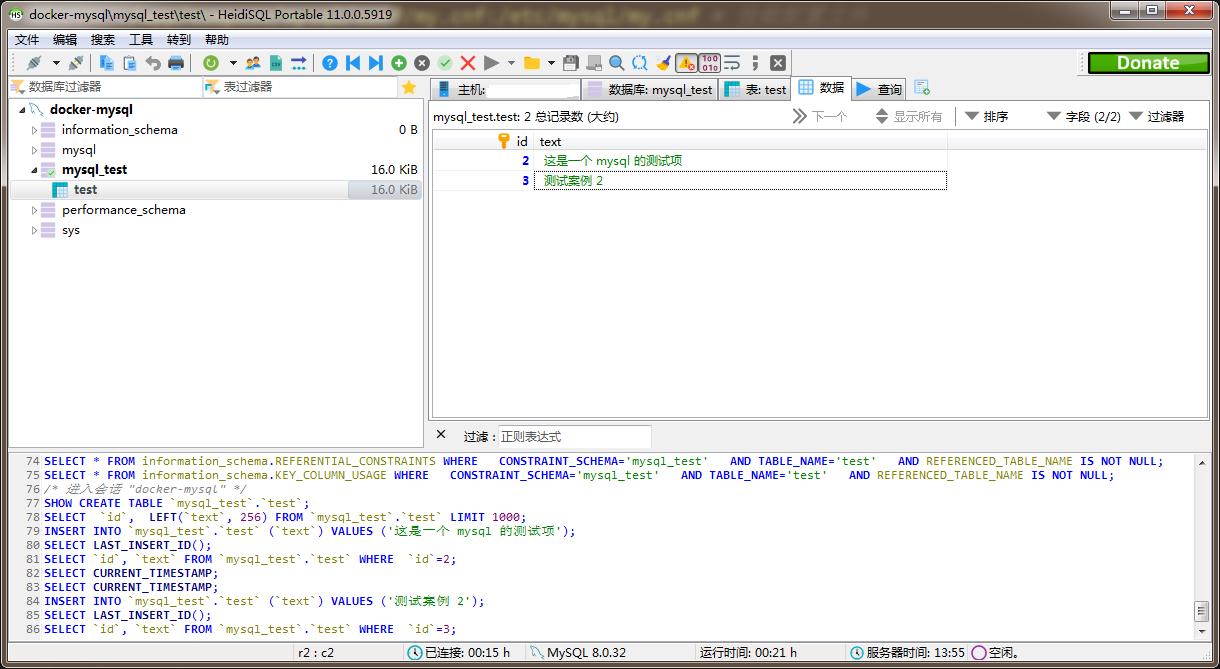 docker-mysql\mysql_test\test\ - HeidiSQL Portable 11.0.0.5919
文件 编辑 搜索 工具 转到 帮助
Donate
数据库过滤器 表过滤器
主机: 数据库: mysql_test 表: test 数据 查询
docker-mysql
information_schema 0 B
mysql
mysql_test 16.0 KiB
test 16.0 KiB
performance_schema
sys
mysql_test.test: 2 总记录数 (大约) 下一个 显示所有 排序 字段 (2/2) 过滤器
id text
2 这是一个 mysql 的测试项
3 测试案例 2
过滤: 正则表达式
74 SELECT * FROM information_schema.REFERENTIAL_CONSTRAINTS WHERE   CONSTRAINT_SCHEMA='mysql_test'   AND TABLE_NAME='test'   AND REFERENCED_TABLE_NAME IS NOT NULL;
75 SELECT * FROM information_schema.KEY_COLUMN_USAGE WHERE   CONSTRAINT_SCHEMA='mysql_test'   AND TABLE_NAME='test'   AND REFERENCED_TABLE_NAME IS NOT NULL;
76 /* 进入会话 "docker-mysql" */
77 SHOW CREATE TABLE `mysql_test`.`test`;
78 SELECT  `id`,  LEFT(`text`, 256) FROM `mysql_test`.`test` LIMIT 1000;
79 INSERT INTO `mysql_test`.`test` (`text`) VALUES ('这是一个 mysql 的测试项');
80 SELECT LAST_INSERT_ID();
81 SELECT `id`, `text` FROM `mysql_test`.`test` WHERE  `id`=2;
82 SELECT CURRENT_TIMESTAMP;
83 SELECT CURRENT_TIMESTAMP;
84 INSERT INTO `mysql_test`.`test` (`text`) VALUES ('测试案例 2');
85 SELECT LAST_INSERT_ID();
86 SELECT `id`, `text` FROM `mysql_test`.`test` WHERE  `id`=3;
r2 : c2 已连接: 00:15 h MySQL 8.0.32 运行时间: 00:21 h 服务器时间: 13:55 空闲。